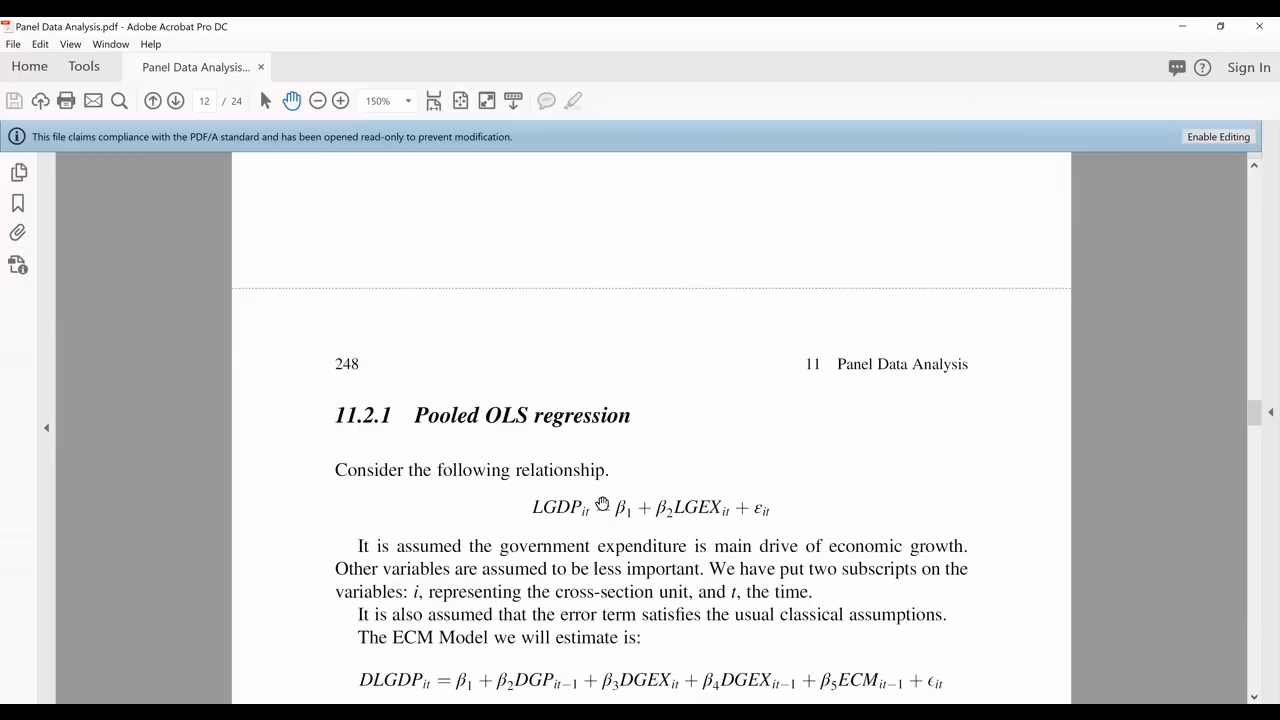 Panel Data Analysis.pdf - Adobe Acrobat Pro DC
File Edit View Window Help
Home Tools Panel Data Analysis... × Sign In
12 / 24 150%
This file claims compliance with the PDF/A standard and has been opened read-only to prevent modification. Enable Editing
248 11 Panel Data Analysis
11.2.1 Pooled OLS regression
Consider the following relationship.
LGDP_it β_1 + β_2LGEX_it + ε_it
It is assumed the government expenditure is main drive of economic growth.
Other variables are assumed to be less important. We have put two subscripts on the
variables: i, representing the cross-section unit, and t, the time.
It is also assumed that the error term satisfies the usual classical assumptions.
The ECM Model we will estimate is:
DLGDP_it = β_1 + β_2DGP_it−1 + β_3DGEX_it + β_4DGEX_it−1 + β_5ECM_it−1 + ϵ_it